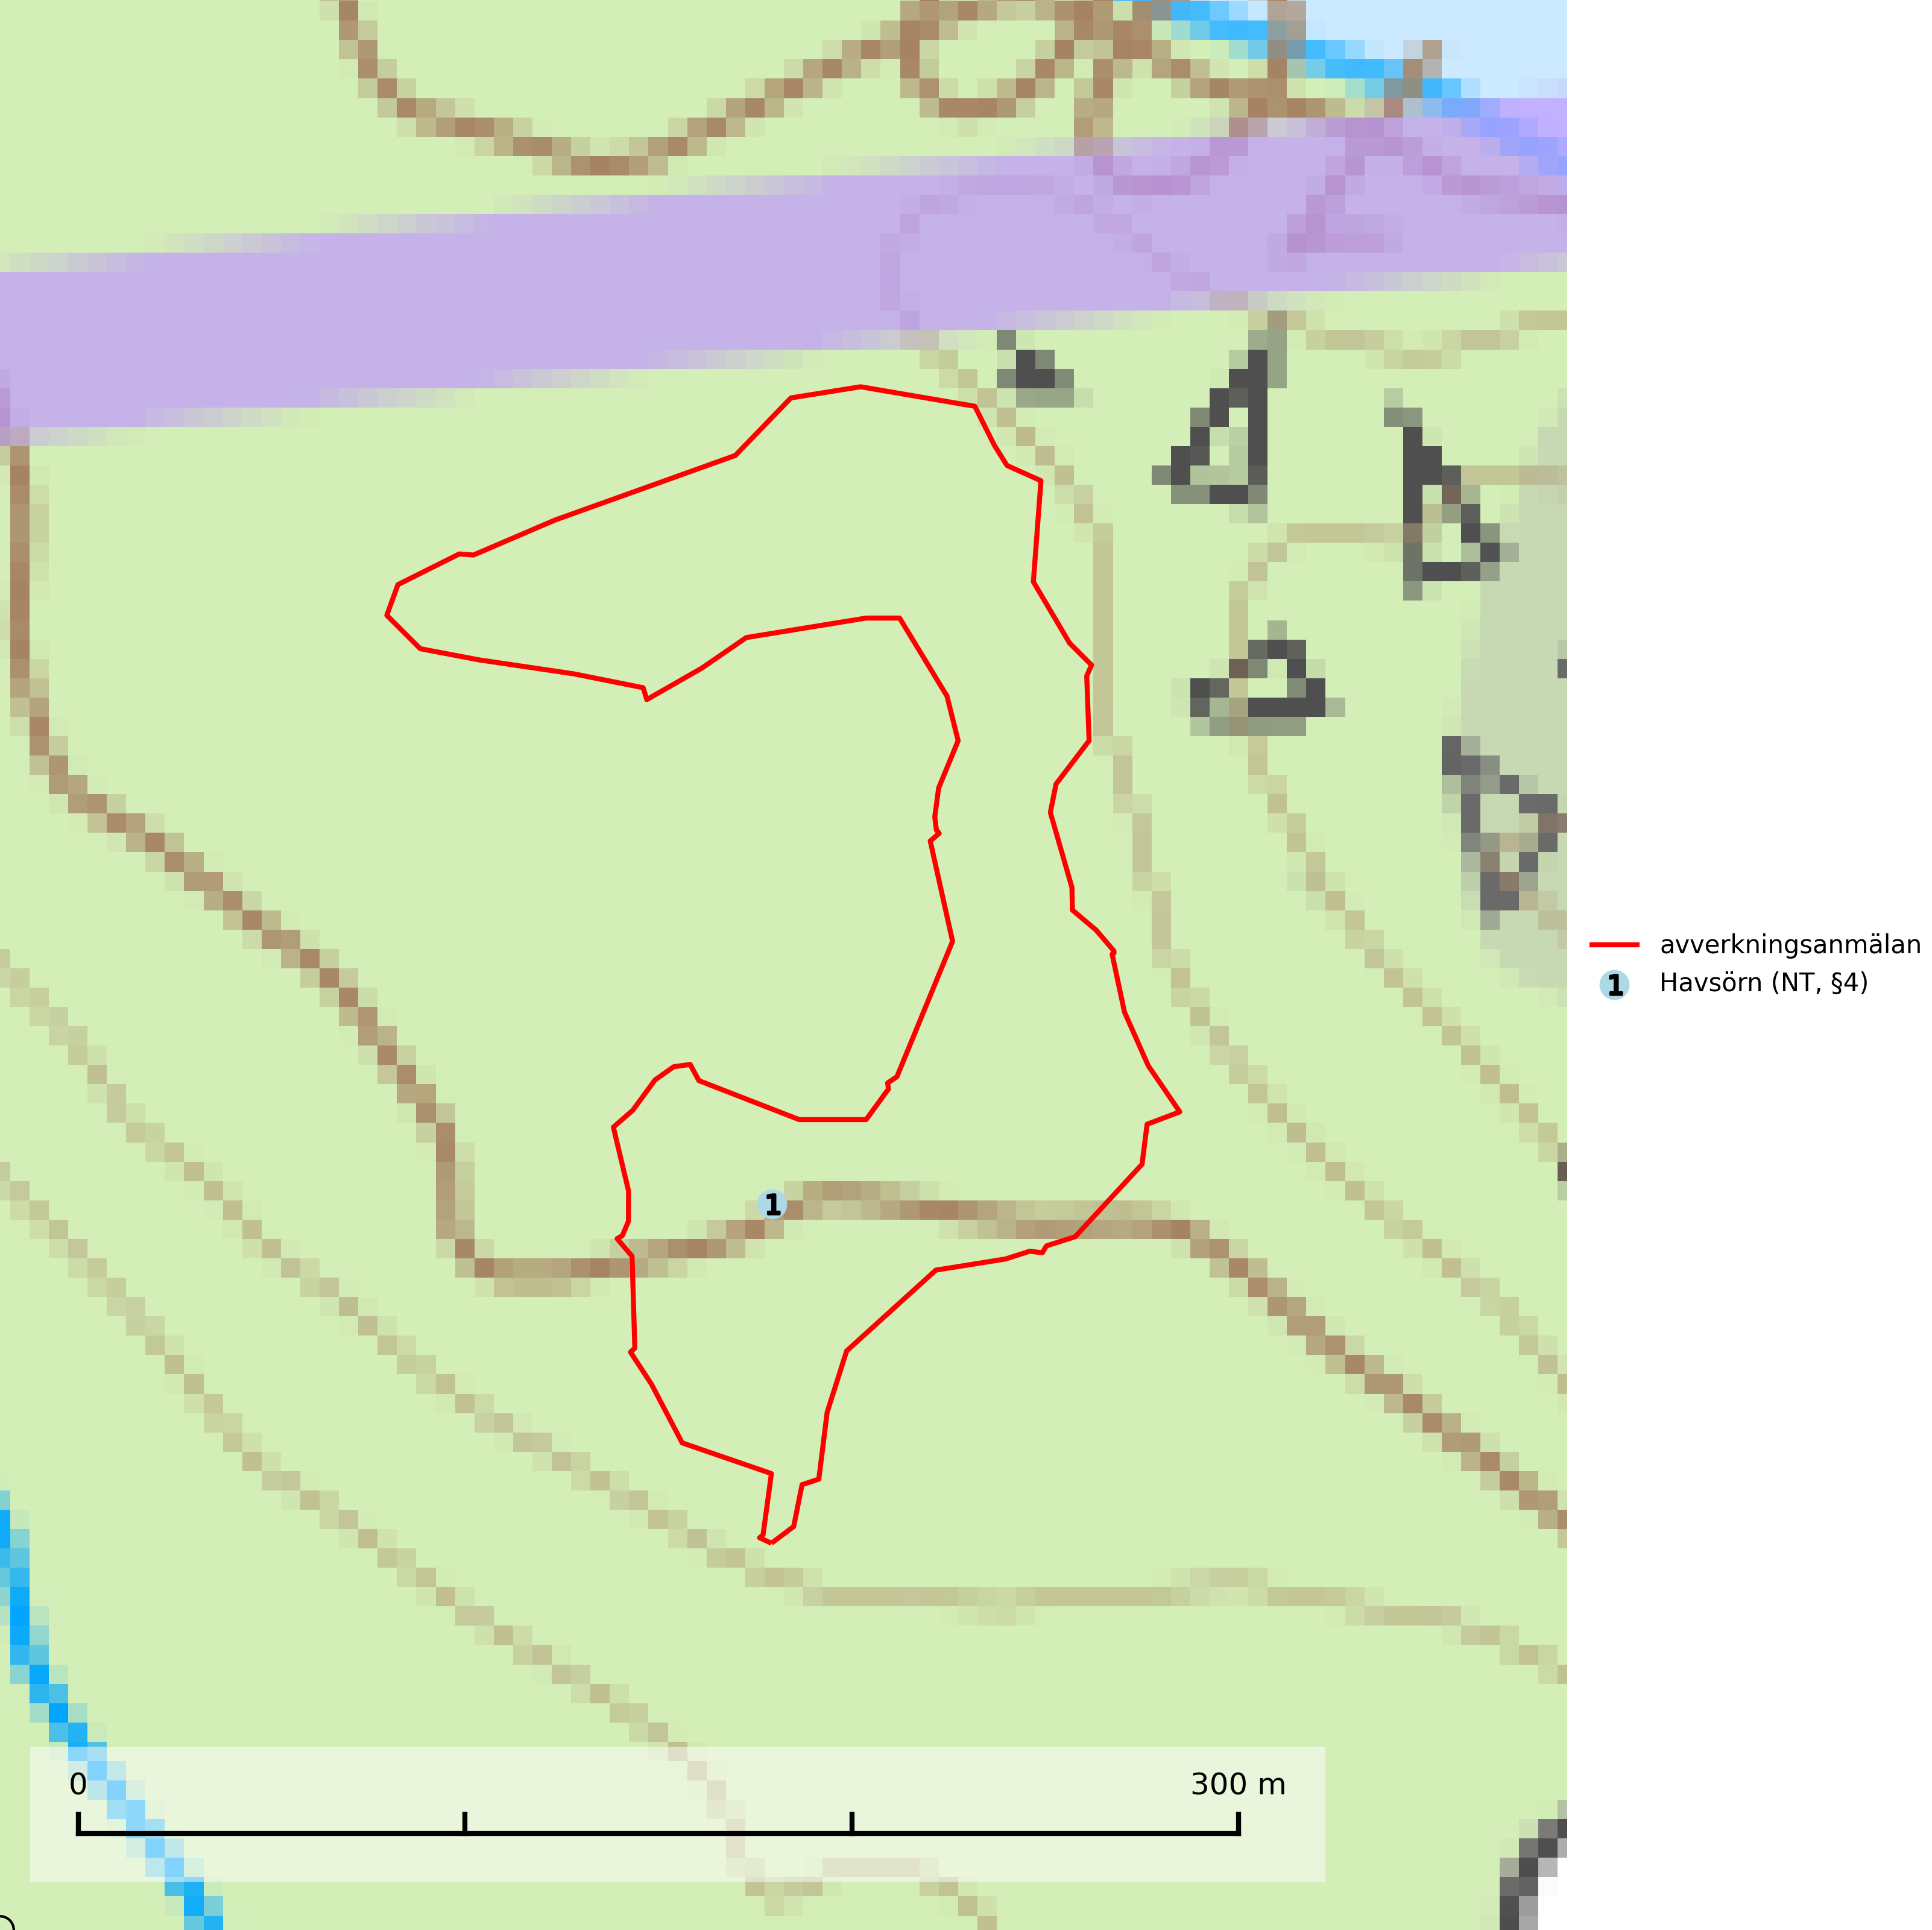 avverkningsanmälan
1 Havsörn (NT, §4)
1
0 300 m